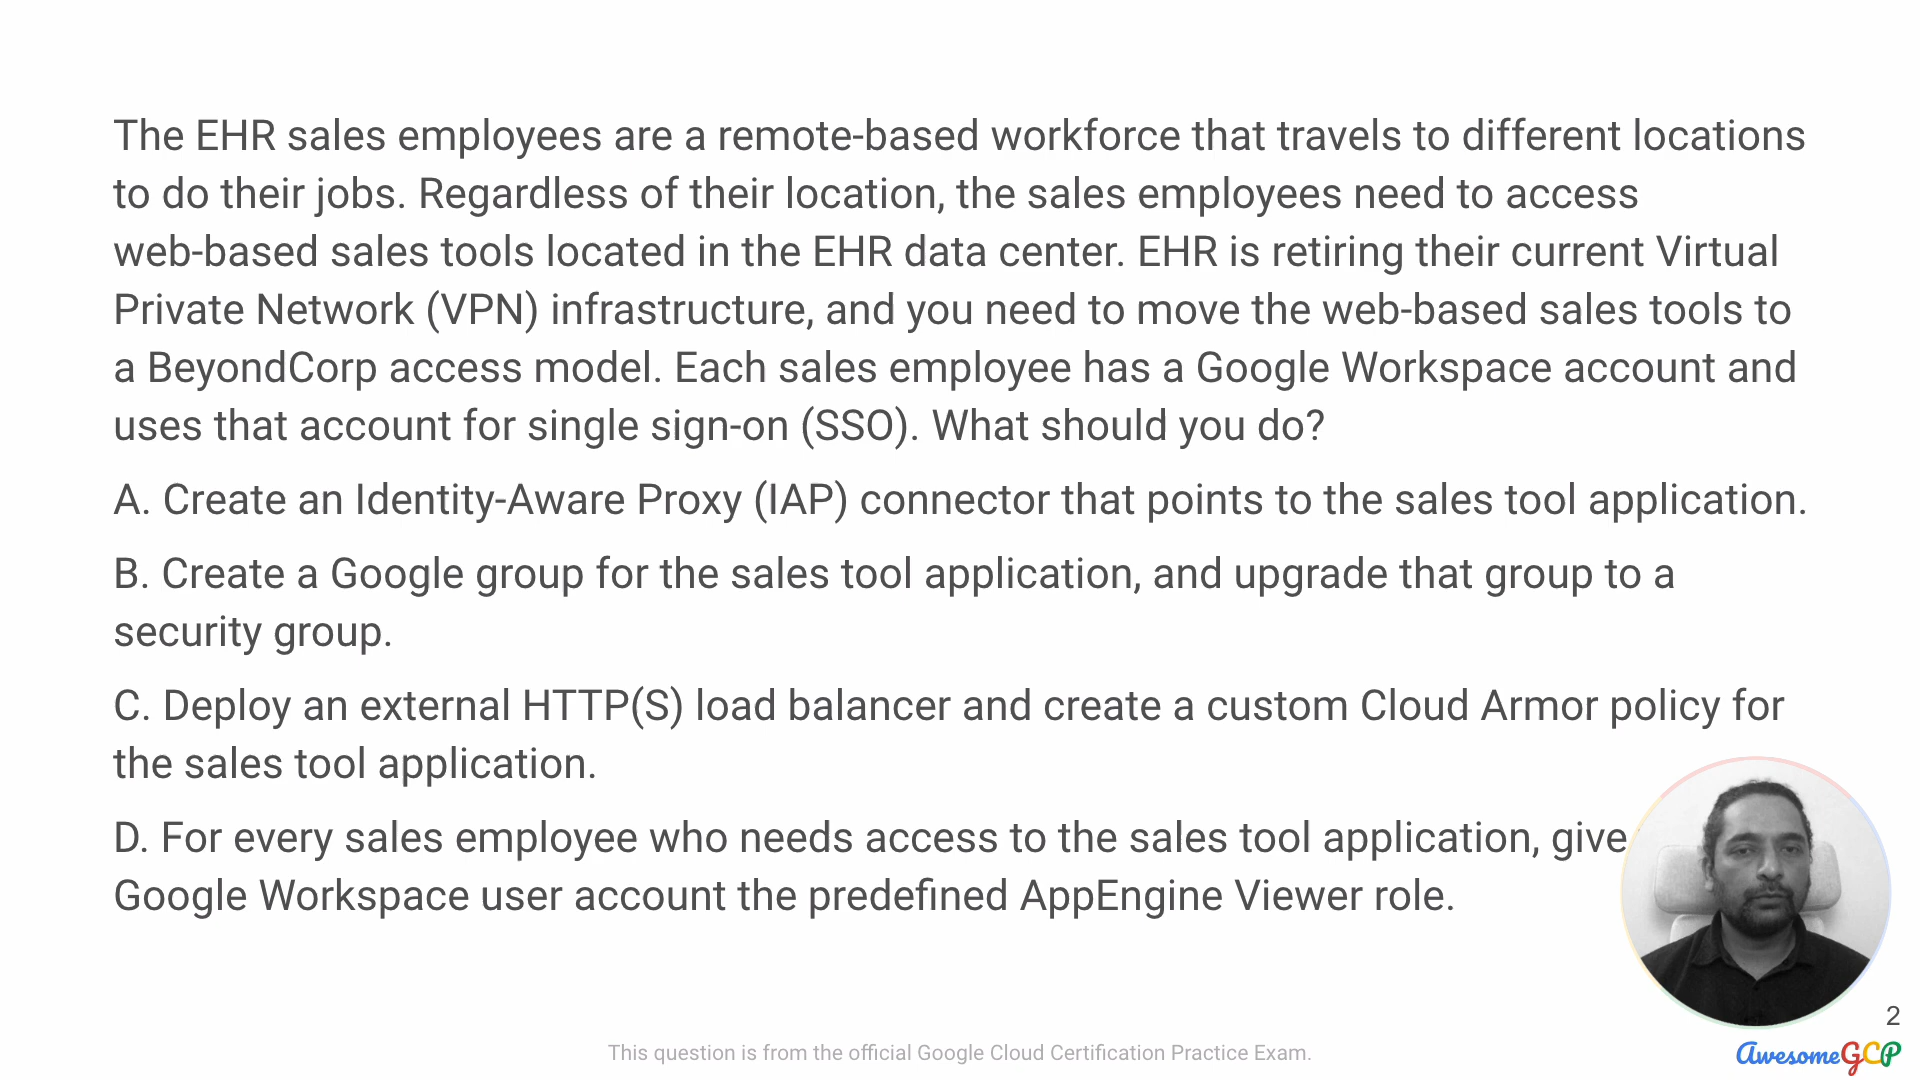 The EHR sales employees are a remote-based workforce that travels to different locations
to do their jobs. Regardless of their location, the sales employees need to access
web-based sales tools located in the EHR data center. EHR is retiring their current Virtual
Private Network (VPN) infrastructure, and you need to move the web-based sales tools to
a BeyondCorp access model. Each sales employee has a Google Workspace account and
uses that account for single sign-on (SSO). What should you do?
A. Create an Identity-Aware Proxy (IAP) connector that points to the sales tool application.
B. Create a Google group for the sales tool application, and upgrade that group to a
security group.
C. Deploy an external HTTP(S) load balancer and create a custom Cloud Armor policy for
the sales tool application.
D. For every sales employee who needs access to the sales tool application, give
Google Workspace user account the predefined AppEngine Viewer role.
2
This question is from the official Google Cloud Certification Practice Exam.
AwesomeGCP